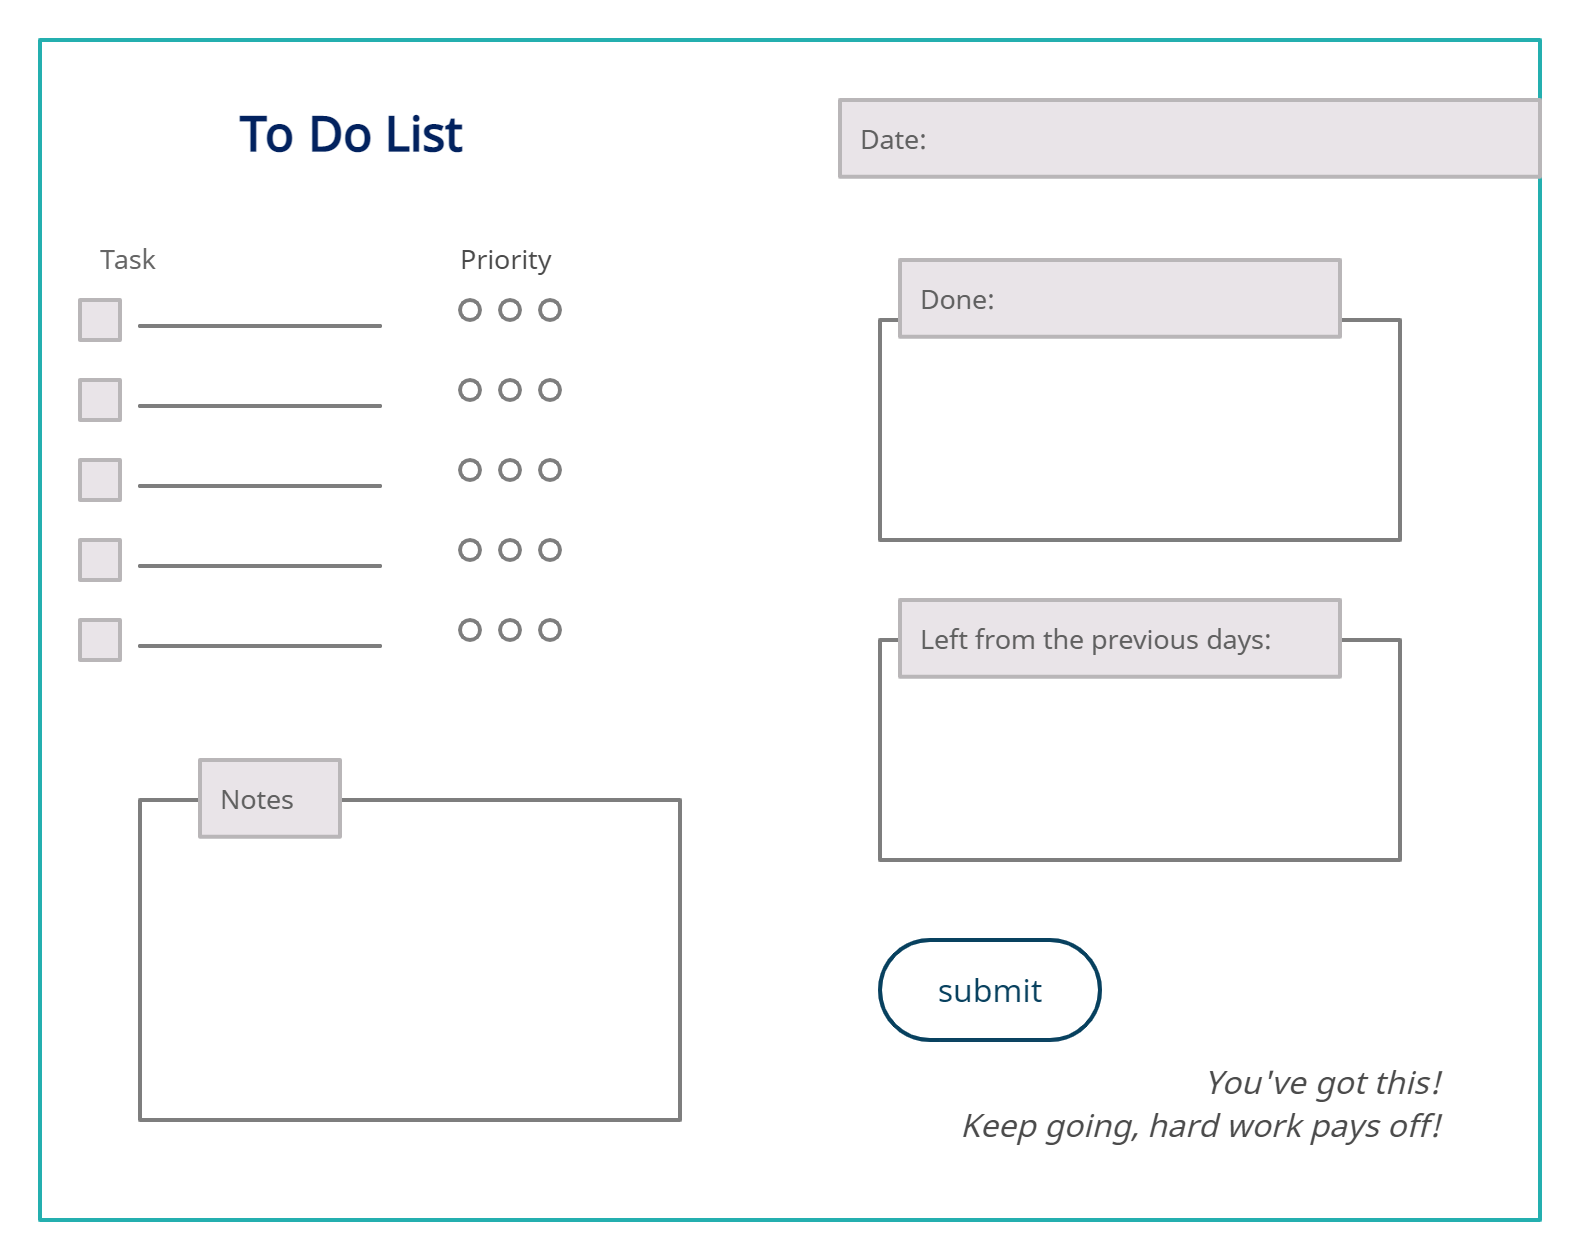 To Do List
Date:
Task
Priority
Done:
Left from the previous days:
Notes
submit
You've got this!
Keep going, hard work pays off!